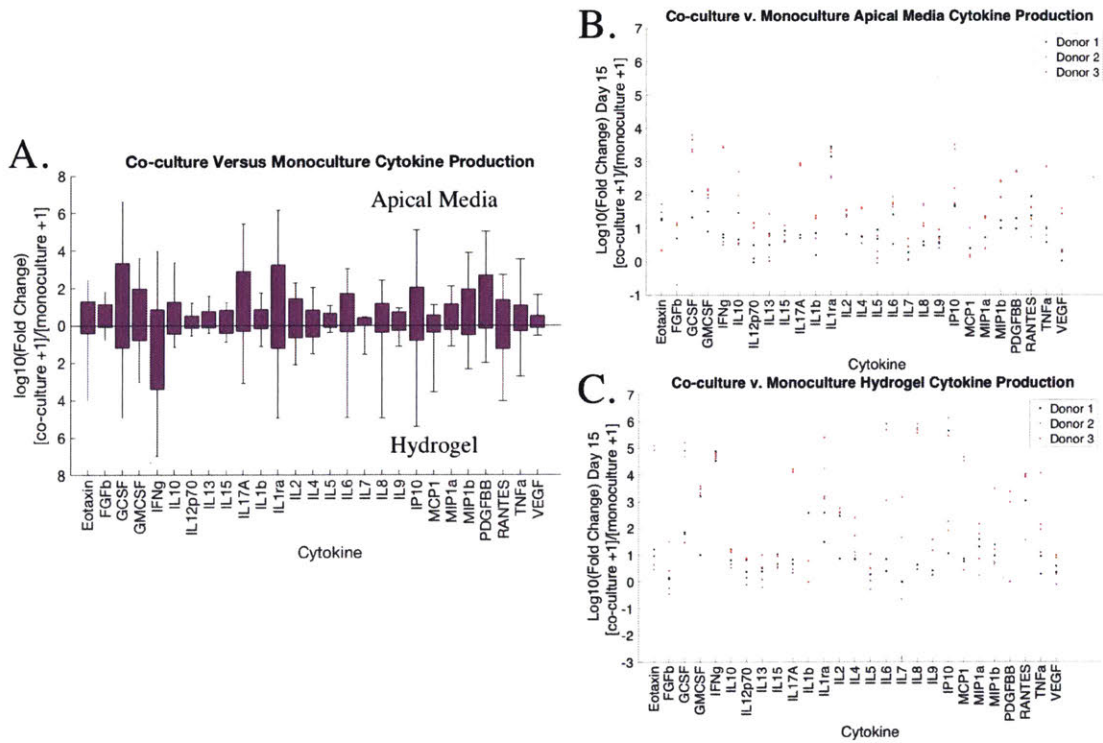 A.
Co-culture Versus Monoculture Cytokine Production
log10(Fold Change)
[co-culture +1]/[monoculture +1]
8
6
4
2
0
2
4
6
8
Apical Media
Hydrogel
Eotaxin
FGFb
GCSF
GMCSF
IFNg
IL10
IL12p70
IL13
IL15
IL17A
IL1b
IL1ra
IL2
IL4
IL5
IL6
IL7
IL8
IL9
IP10
MCP1
MIP1a
MIP1b
PDGFBB
RANTES
TNFa
VEGF
Cytokine
B.
Co-culture v. Monoculture Apical Media Cytokine Production
Log10(Fold Change) Day 15
[co-culture +1]/[monoculture +1]
7
6
5
4
3
2
1
0
-1
Donor 1
Donor 2
Donor 3
Eotaxin
FGFb
GCSF
GMCSF
IFNg
IL10
IL12p70
IL13
IL15
IL17A
IL1b
IL1ra
IL2
IL4
IL5
IL6
IL7
IL8
IL9
IP10
MCP1
MIP1a
MIP1b
PDGFBB
RANTES
TNFa
VEGF
Cytokine
C.
Co-culture v. Monoculture Hydrogel Cytokine Production
Log10(Fold Change) Day 15
[co-culture +1]/[monoculture +1]
7
6
5
4
3
2
1
0
-1
-2
-3
Donor 1
Donor 2
Donor 3
Eotaxin
FGFb
GCSF
GMCSF
IFNg
IL10
IL12p70
IL13
IL15
IL17A
IL1b
IL1ra
IL2
IL4
IL5
IL6
IL7
IL8
IL9
IP10
MCP1
MIP1a
MIP1b
PDGFBB
RANTES
TNFa
VEGF
Cytokine